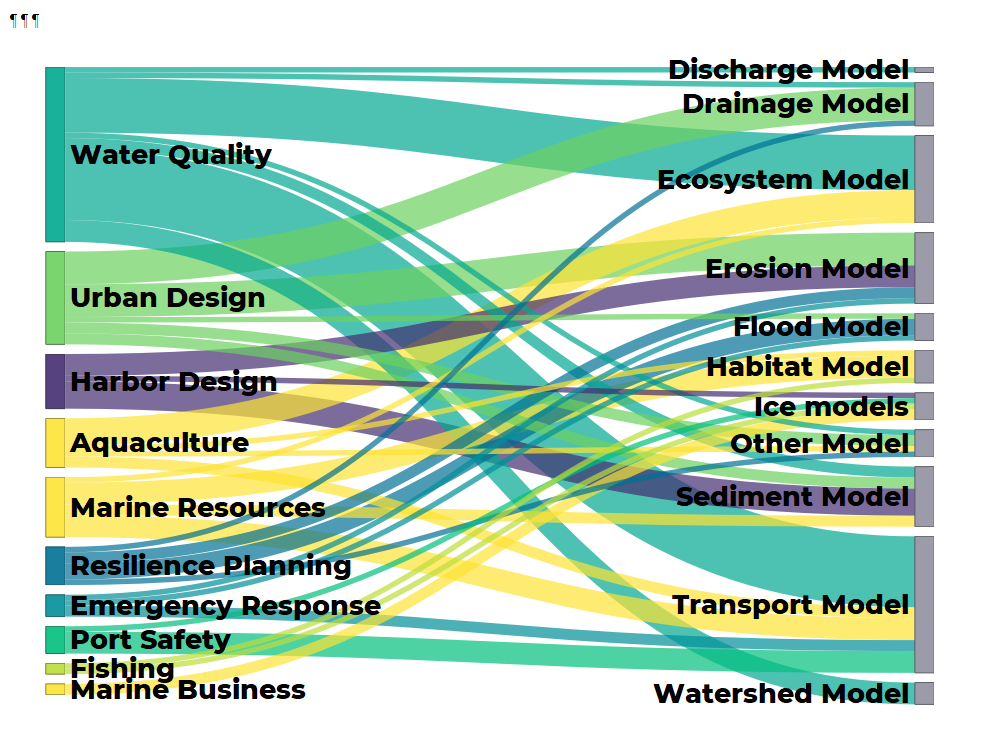 ¶¶¶
Discharge Model
Drainage Model
Water Quality
Ecosystem Model
Erosion Model
Urban Design
Flood Model
Habitat Model
Harbor Design
Ice models
Aquaculture
Other Model
Sediment Model
Marine Resources
Resilience Planning
Emergency Response
Transport Model
Port Safety
Fishing
Marine Business
Watershed Model